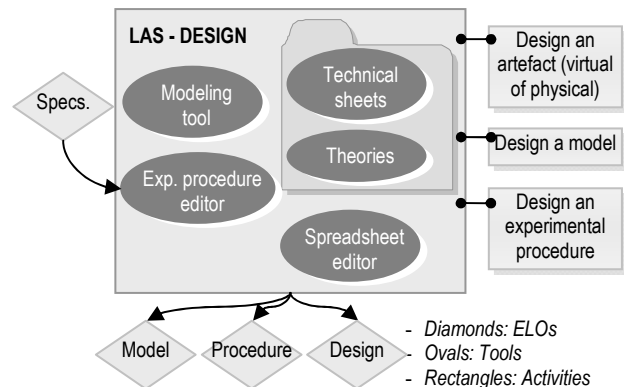 LAS - DESIGN
Specs.
Modeling
tool
Exp. procedure
editor
Technical
sheets
Theories
Spreadsheet
editor
Design an
artefact (virtual
of physical)
Design a model
Design an
experimental
procedure
Model
Procedure
Design
- Diamonds: ELOs
- Ovals: Tools
- Rectangles: Activities